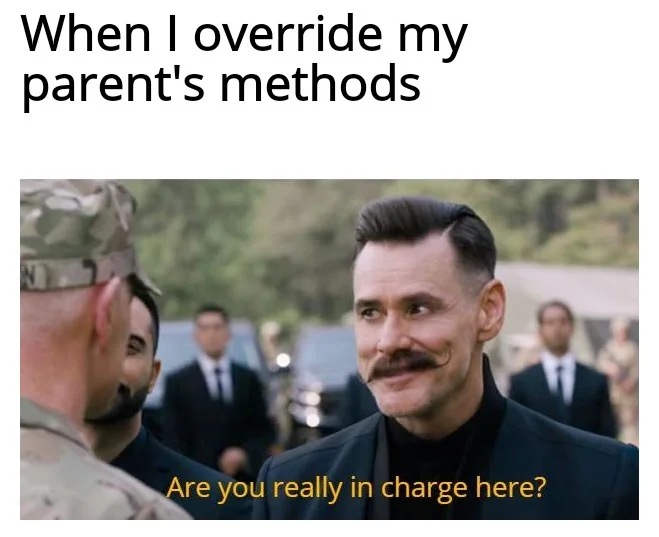 When I override my
parent's methods
Are you really in charge here?